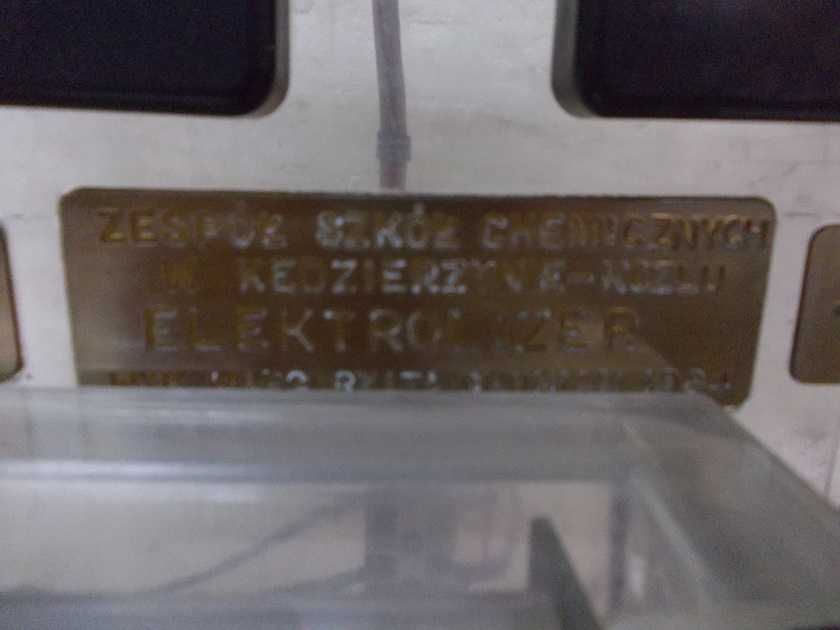 ZESPÓŁ SZKÓŁ CHEMICZNYCH
W KĘDZIERZYNIE-KOŹLU
ELEKTROLIZER